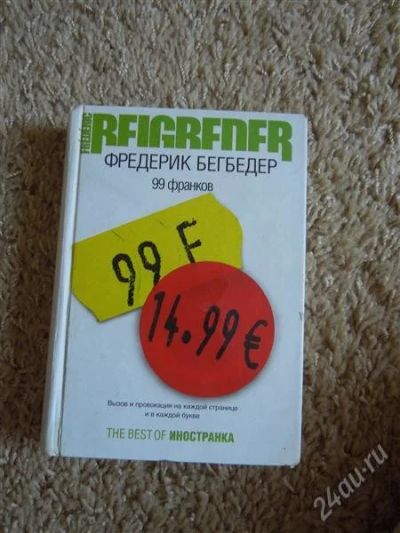 FRÉDÉRIC
BEIGBEDER
ФРЕДЕРИК БЕГБЕДЕР
99 франков
99 F
14.99 €
Вызов и провокация на каждой странице
и в каждой букве
THE BEST OF ИНОСТРАНКА
24au.ru